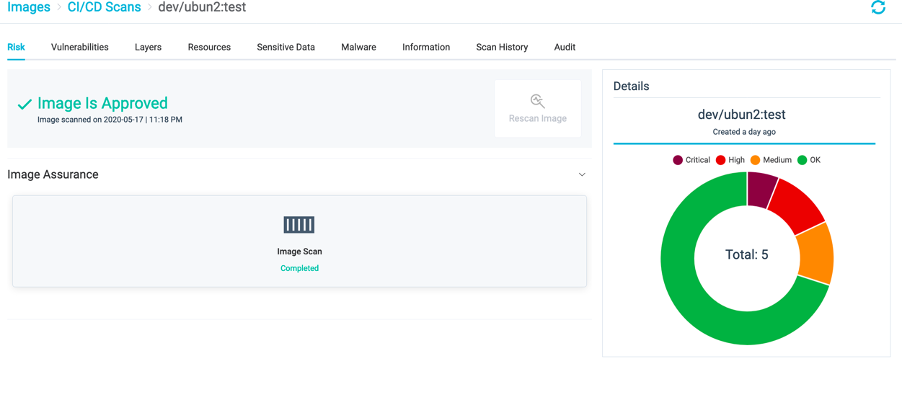 Images > CI/CD Scans > dev/ubun2:test
Risk Vulnerabilities Layers Resources Sensitive Data Malware Information Scan History Audit
Image Is Approved
Image scanned on 2020-05-17 | 11:18 PM
Rescan Image
Image Assurance
Image Scan
Completed
Details
dev/ubun2:test
Created a day ago
Critical High Medium OK
Total: 5